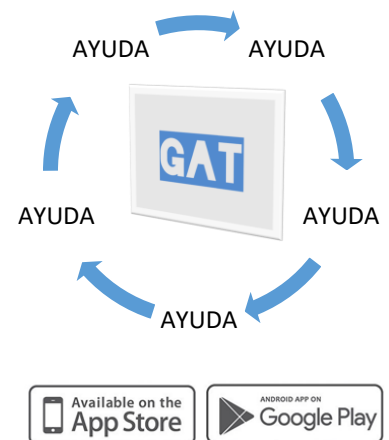 AYUDA AYUDA
GAT
AYUDA AYUDA
AYUDA
Available on the
App Store
ANDROID APP ON
Google Play